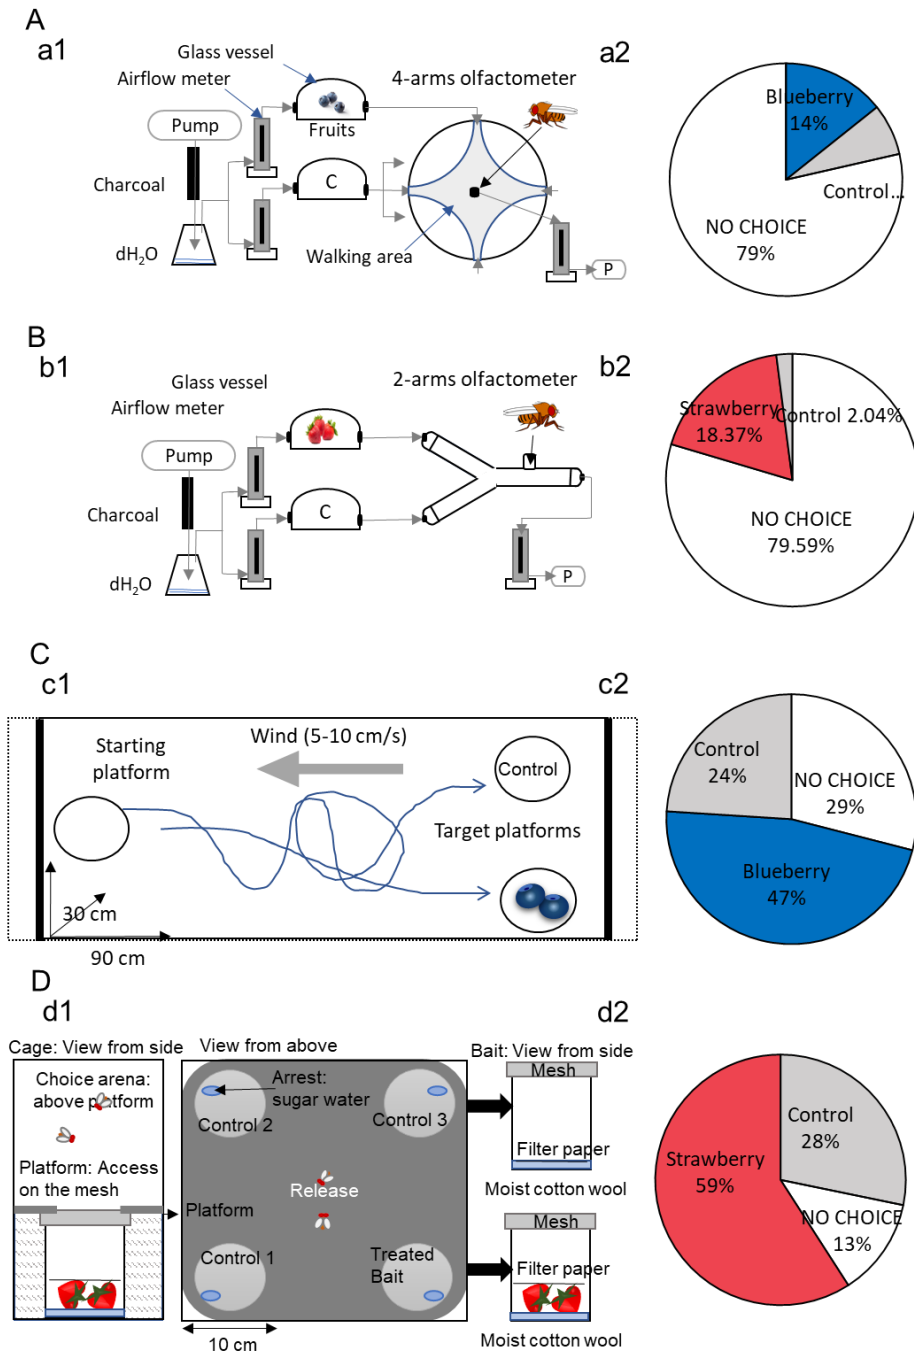 A
a1
Glass vessel
Airflow meter
4-arms olfactometer
Pump
Fruits
Charcoal
C
dH₂O
Walking area
P
a2
Blueberry
14%
Control...
NO CHOICE
79%
B
b1
Glass vessel
Airflow meter
2-arms olfactometer
Pump
Charcoal
C
dH₂O
P
b2
Strawberry
18.37%
Control 2.04%
NO CHOICE
79.59%
C
c1
Starting
platform
Wind (5-10 cm/s)
Control
Target platforms
30 cm
90 cm
c2
Control
24%
NO CHOICE
29%
Blueberry
47%
D
d1
Cage: View from side
Choice arena:
above platform
Platform: Access
on the mesh
View from above
Arrest:
sugar water
Control 2
Control 3
Release
Platform
Control 1
Treated
Bait
10 cm
Bait: View from side
Mesh
Filter paper
Moist cotton wool
Mesh
Filter paper
Moist cotton wool
d2
Strawberry
59%
Control
28%
NO CHOICE
13%